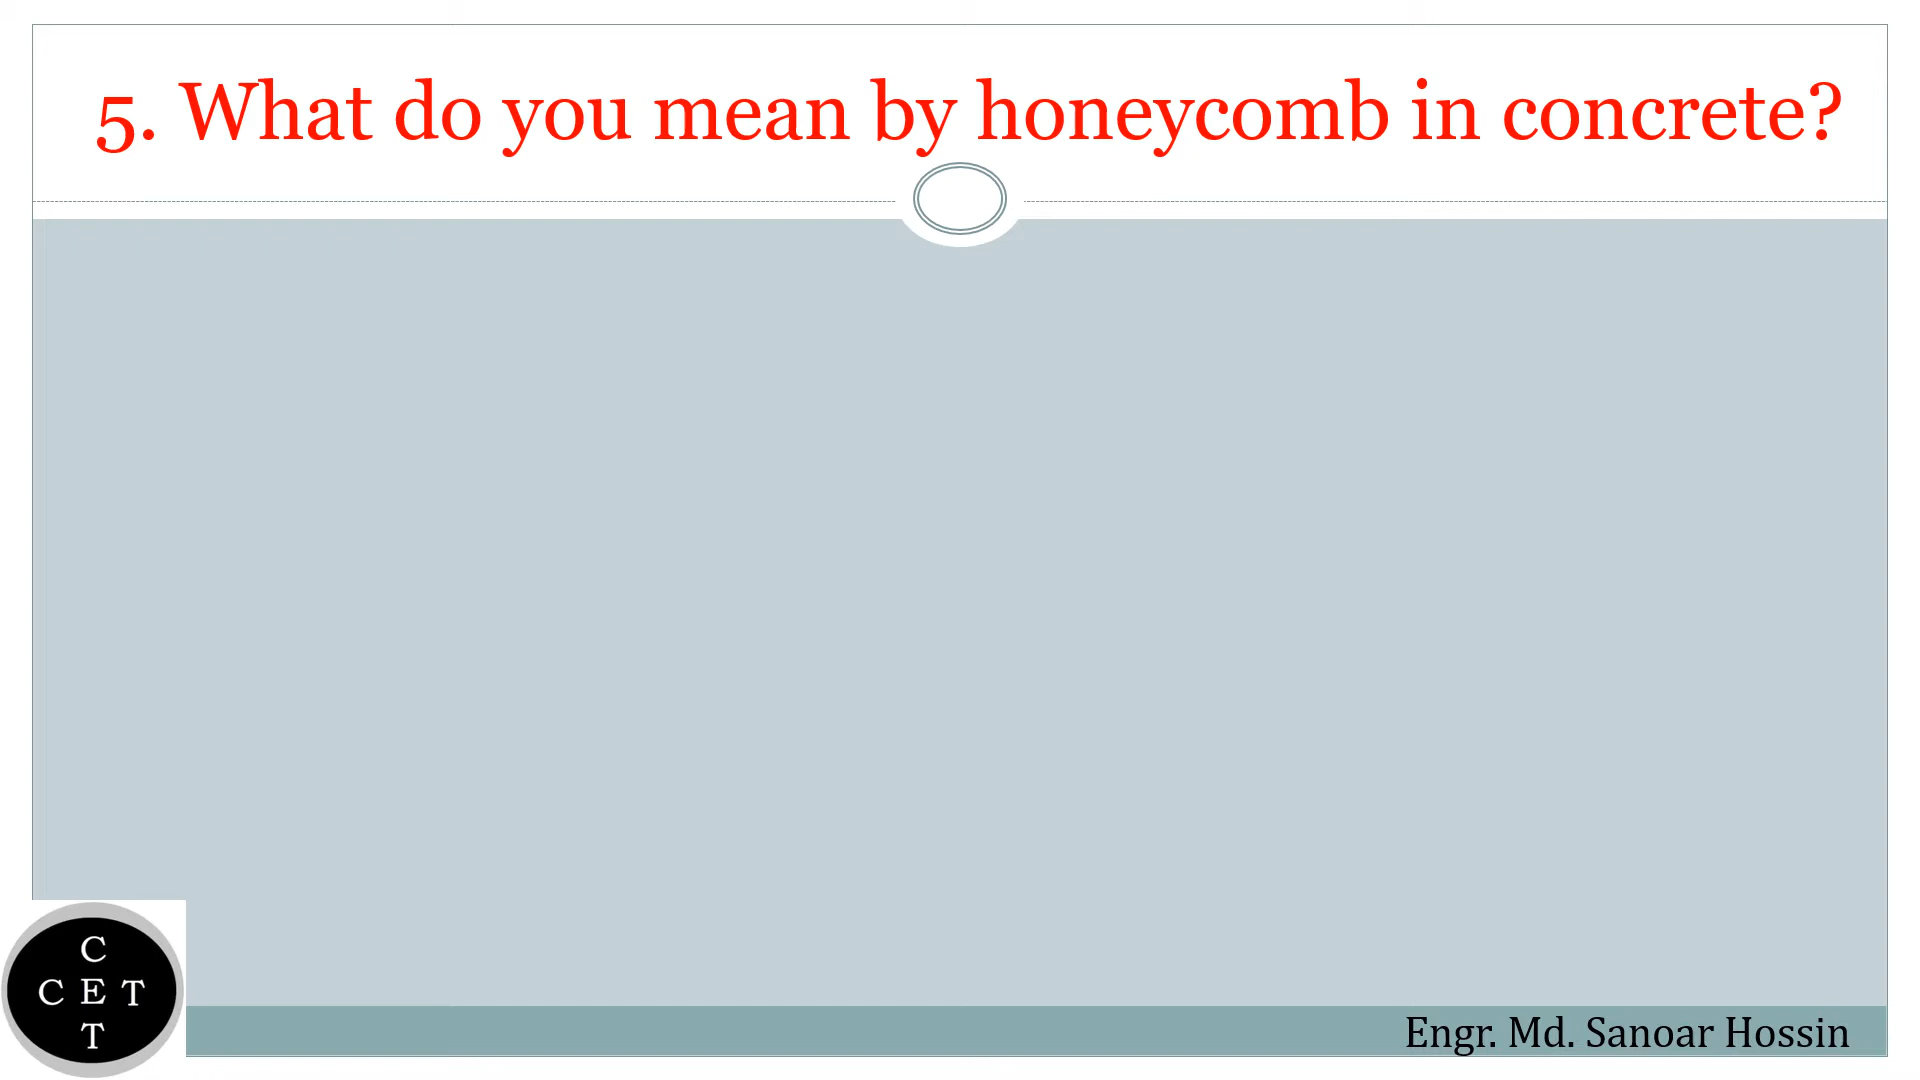 5. What do you mean by honeycomb in concrete?
C
C E T
T
Engr. Md. Sanoar Hossin